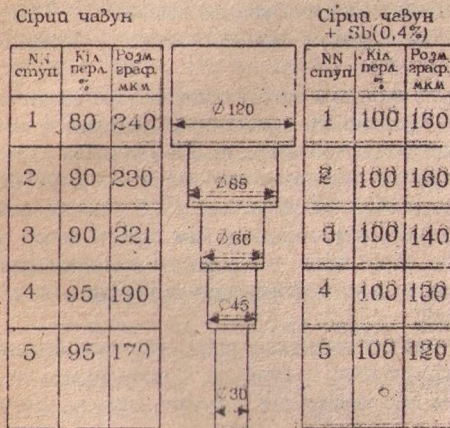 Сірий чавун
NN ступ. Кіл. перл. % Розм. граф. мкм
1 80 240
2 90 230
3 90 221
4 95 190
5 95 170
Ø120
Ø85
Ø60
Ø45
Ø30
Сірий чавун
+ Sb(0,4%)
NN ступ. Кіл. перл. % Розм. граф. мкм
1 100 160
2 100 160
3 100 140
4 100 130
5 100 120